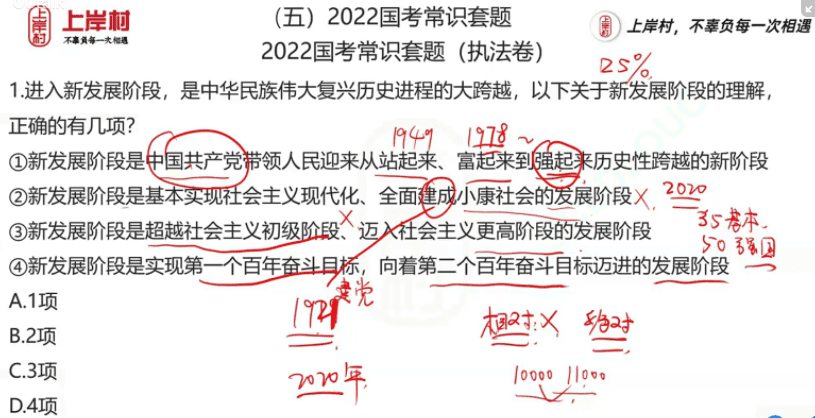 上岸村
不辜负每一次相遇
（五）2022国考常识套题
上岸村，不辜负每一次相遇
2022国考常识套题（执法卷）
25%
1.进入新发展阶段，是中华民族伟大复兴历史进程的大跨越，以下关于新发展阶段的理解，
正确的有几项？
1949 1978～
①新发展阶段是中国共产党带领人民迎来从站起来、富起来到强起来历史性跨越的新阶段
②新发展阶段是基本实现社会主义现代化、全面建成小康社会的发展阶段 X 2020
X
35基本
③新发展阶段是超越社会主义初级阶段、迈入社会主义更高阶段的发展阶段
50强国
④新发展阶段是实现第一个百年奋斗目标，向着第二个百年奋斗目标迈进的发展阶段
A.1项
1921建党
相对X 绝对
B.2项
C.3项
2020年
10000 11000
D.4项